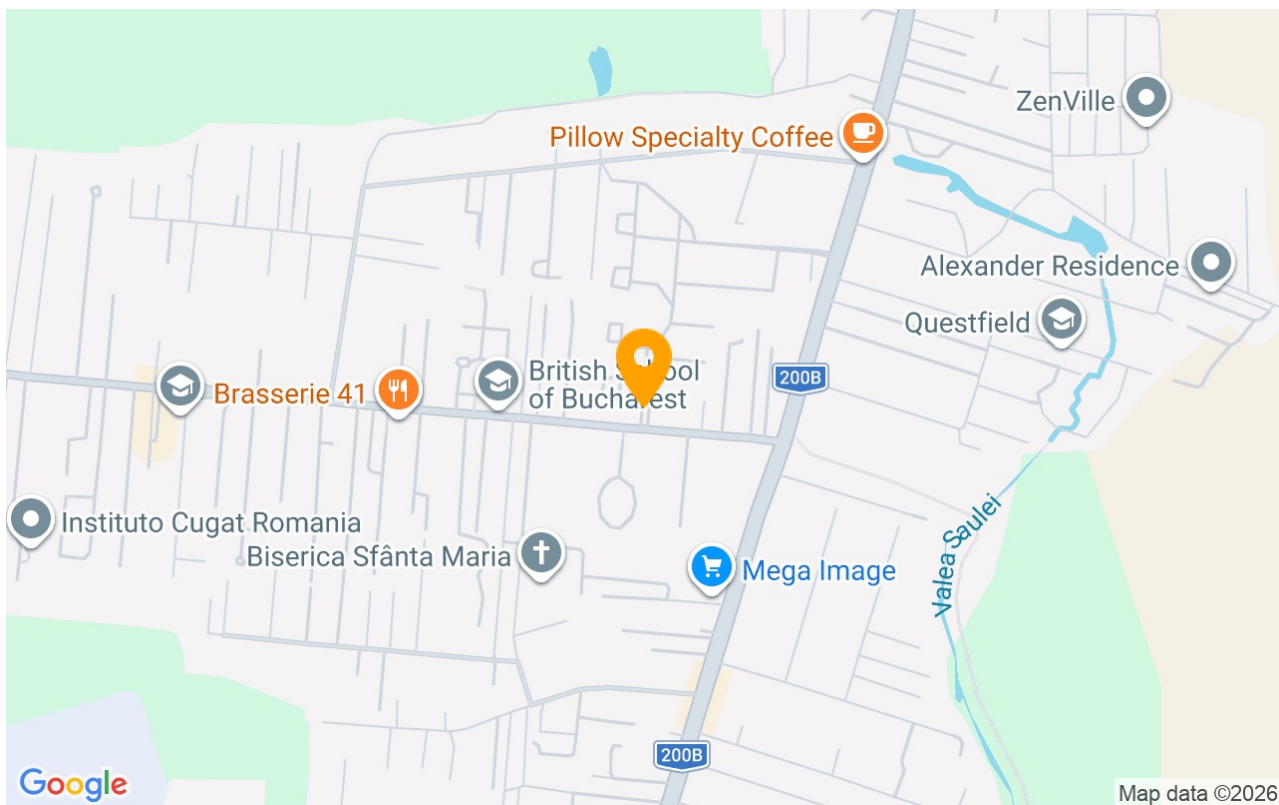 ZenVille
Pillow Specialty Coffee
Alexander Residence
Questfield
200B
British School
of Bucharest
Brasserie 41
Instituto Cugat Romania
Biserica Sfânta Maria
Mega Image
Valea Saulei
200B
Google
Map data ©2026